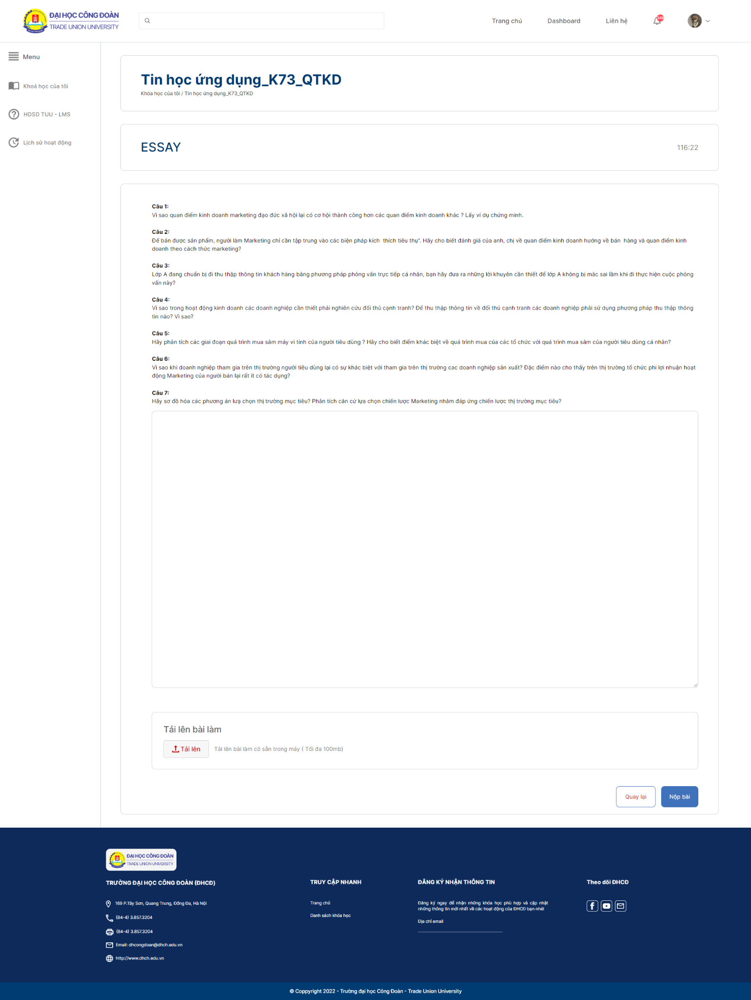 ĐẠI HỌC CÔNG ĐOÀN
TRADE UNION UNIVERSITY
Trang chủ
Dashboard
Liên hệ
249
Menu
Khoá học của tôi
HDSD TUU - LMS
Lịch sử hoạt động
Tin học ứng dụng_K73_QTKD
Khóa học của tôi / Tin học ứng dụng_K73_QTKD
ESSAY
116:22
Câu 1:
Vì sao quan điểm kinh doanh marketing đạo đức xã hội lại có cơ hội thành công hơn các quan điểm kinh doanh khác ? Lấy ví dụ chứng minh.
Câu 2:
Để bán được sản phẩm, người làm Marketing chỉ cần tập trung vào các biện pháp kích  thích tiêu thụ”. Hãy cho biết đánh giá của anh, chị về quan điểm kinh doanh hướng về bán  hàng và quan điểm kinh
doanh theo cách thức marketing?
Câu 3:
Lớp A đang chuẩn bị đi thu thập thông tin khách hàng bằng phương pháp phỏng vấn trực tiếp cá nhân, bạn hãy đưa ra những lời khuyên cần thiết để lớp A không bị mắc sai lầm khi đi thực hiện cuộc phỏng
vấn này?
Câu 4:
Vì sao trong hoạt động kinh doanh các doanh nghiệp cần thiết phải nghiên cứu đối thủ cạnh tranh? Để thu thập thông tin về đối thủ cạnh tranh các doanh nghiệp phải sử dụng phương pháp thu thập thông
tin nào? Vì sao?
Câu 5:
Hãy phân tích các giai đoạn quá trình mua sắm máy vi tính của người tiêu dùng ? Hãy cho biết điểm khác biệt về quá trình mua của các tổ chức với quá trình mua sắm của người tiêu dùng cá nhân?
Câu 6:
Vì sao khi doanh nghiệp tham gia trên thị trường người tiêu dùng lại có sự khác biệt với tham gia trên thị trường cac doanh nghiệp sản xuất? Đặc điểm nào cho thấy trên thị trường tổ chức phi lợi nhuận hoạt
động Marketing của người bán lại rất ít có tác dụng?
Câu 7:
Hãy sơ đồ hóa các phương án lưạ chọn thị trường mục tiêu? Phân tích căn cứ lựa chọn chiến lược Marketing nhằm đáp ứng chiến lược thị trường mục tiêu?
Tải lên bài làm
Tải lên
Tải lên bài làm có sẵn trong máy ( Tối đa 100mb)
Quay lại
Nộp bài
ĐẠI HỌC CÔNG ĐOÀN
TRADE UNION UNIVERSITY
TRƯỜNG ĐẠI HỌC CÔNG ĐOÀN (ĐHCĐ)
169 P.Tây Sơn, Quang Trung, Đống Đa, Hà Nội
(84-4) 3.857.3204
(84-4) 3.857.3204
Email: dhcongdoan@dhch.edu.vn
http://www.dhch.edu.vn
TRUY CẬP NHANH
Trang chủ
Danh sách khóa học
ĐĂNG KÝ NHẬN THÔNG TIN
Đăng ký ngay để nhận những khóa học phù hợp và cập nhật
những thông tin mới nhất về các hoạt động của ĐHCĐ bạn nhé!
Địa chỉ email
Theo dõi ĐHCĐ
© Coppyright 2022 - Trường đại học Công Đoàn - Trade Union University